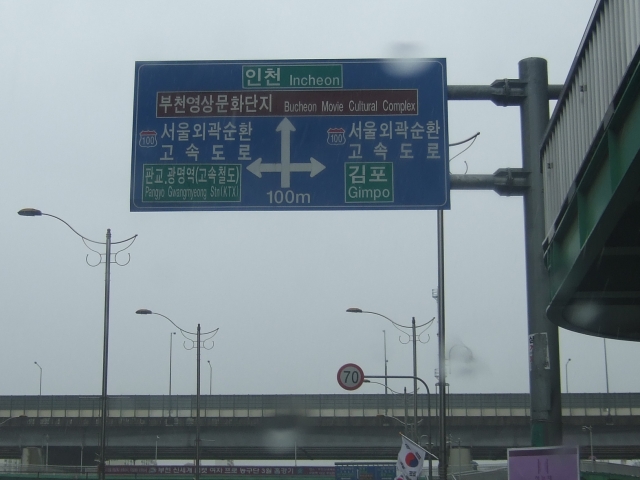 인천 Incheon
부천영상문화단지 Bucheon Movie Cultural Complex
100 서울외곽순환
고속도로
판교,광명역(고속철도)
Pangyo Gwangmyeong Stn(KTX)
100 서울외곽순환
고속도로
김포
Gimpo
100m
70